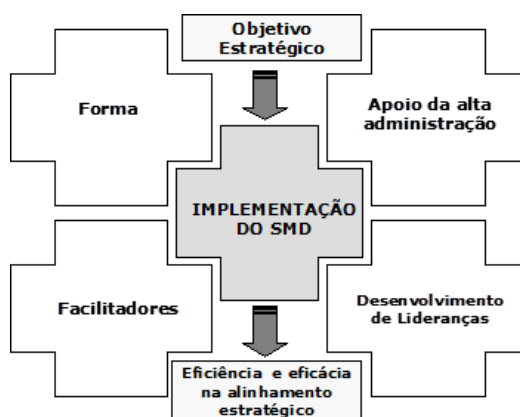 Objetivo
Estratégico
Forma
Apoio da alta
administração
IMPLEMENTAÇÃO
DO SMD
Facilitadores
Desenvolvimento
de Lideranças
Eficiência e eficácia
na alinhamento
estratégico